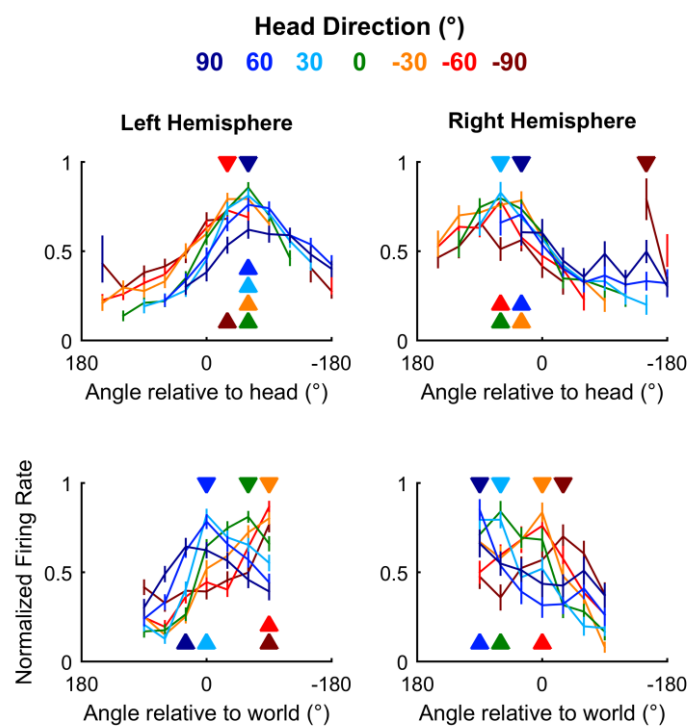 Head Direction (°)
90 60 30 0 -30 -60 -90
Left Hemisphere
1
0.5
0
180 0 -180
Angle relative to head (°)
Right Hemisphere
1
0.5
0
180 0 -180
Angle relative to head (°)
Normalized Firing Rate
1
0.5
0
180 0 -180
Angle relative to world (°)
1
0.5
0
180 0 -180
Angle relative to world (°)